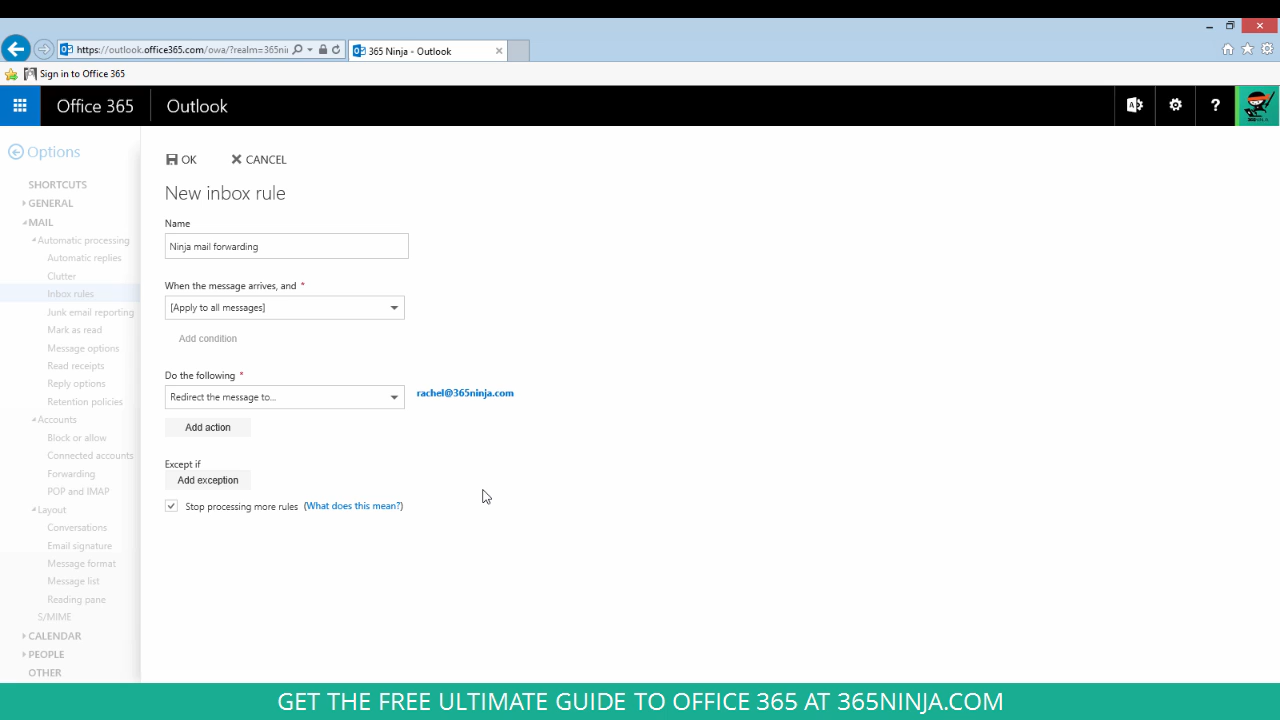 https://outlook.office365.com/owa/?realm=365nii
365 Ninja - Outlook
Sign in to Office 365
Office 365
Outlook
Options
SHORTCUTS
GENERAL
MAIL
Automatic processing
Automatic replies
Clutter
Inbox rules
Junk email reporting
Mark as read
Message options
Read receipts
Reply options
Retention policies
Accounts
Block or allow
Connected accounts
Forwarding
POP and IMAP
Layout
Conversations
Email signature
Message format
Message list
Reading pane
S/MIME
CALENDAR
PEOPLE
OTHER
OK CANCEL
New inbox rule
Name
Ninja mail forwarding
When the message arrives, and *
[Apply to all messages]
Add condition
Do the following *
Redirect the message to... rachel@365ninja.com
Add action
Except if
Add exception
Stop processing more rules (What does this mean?)
GET THE FREE ULTIMATE GUIDE TO OFFICE 365 AT 365NINJA.COM